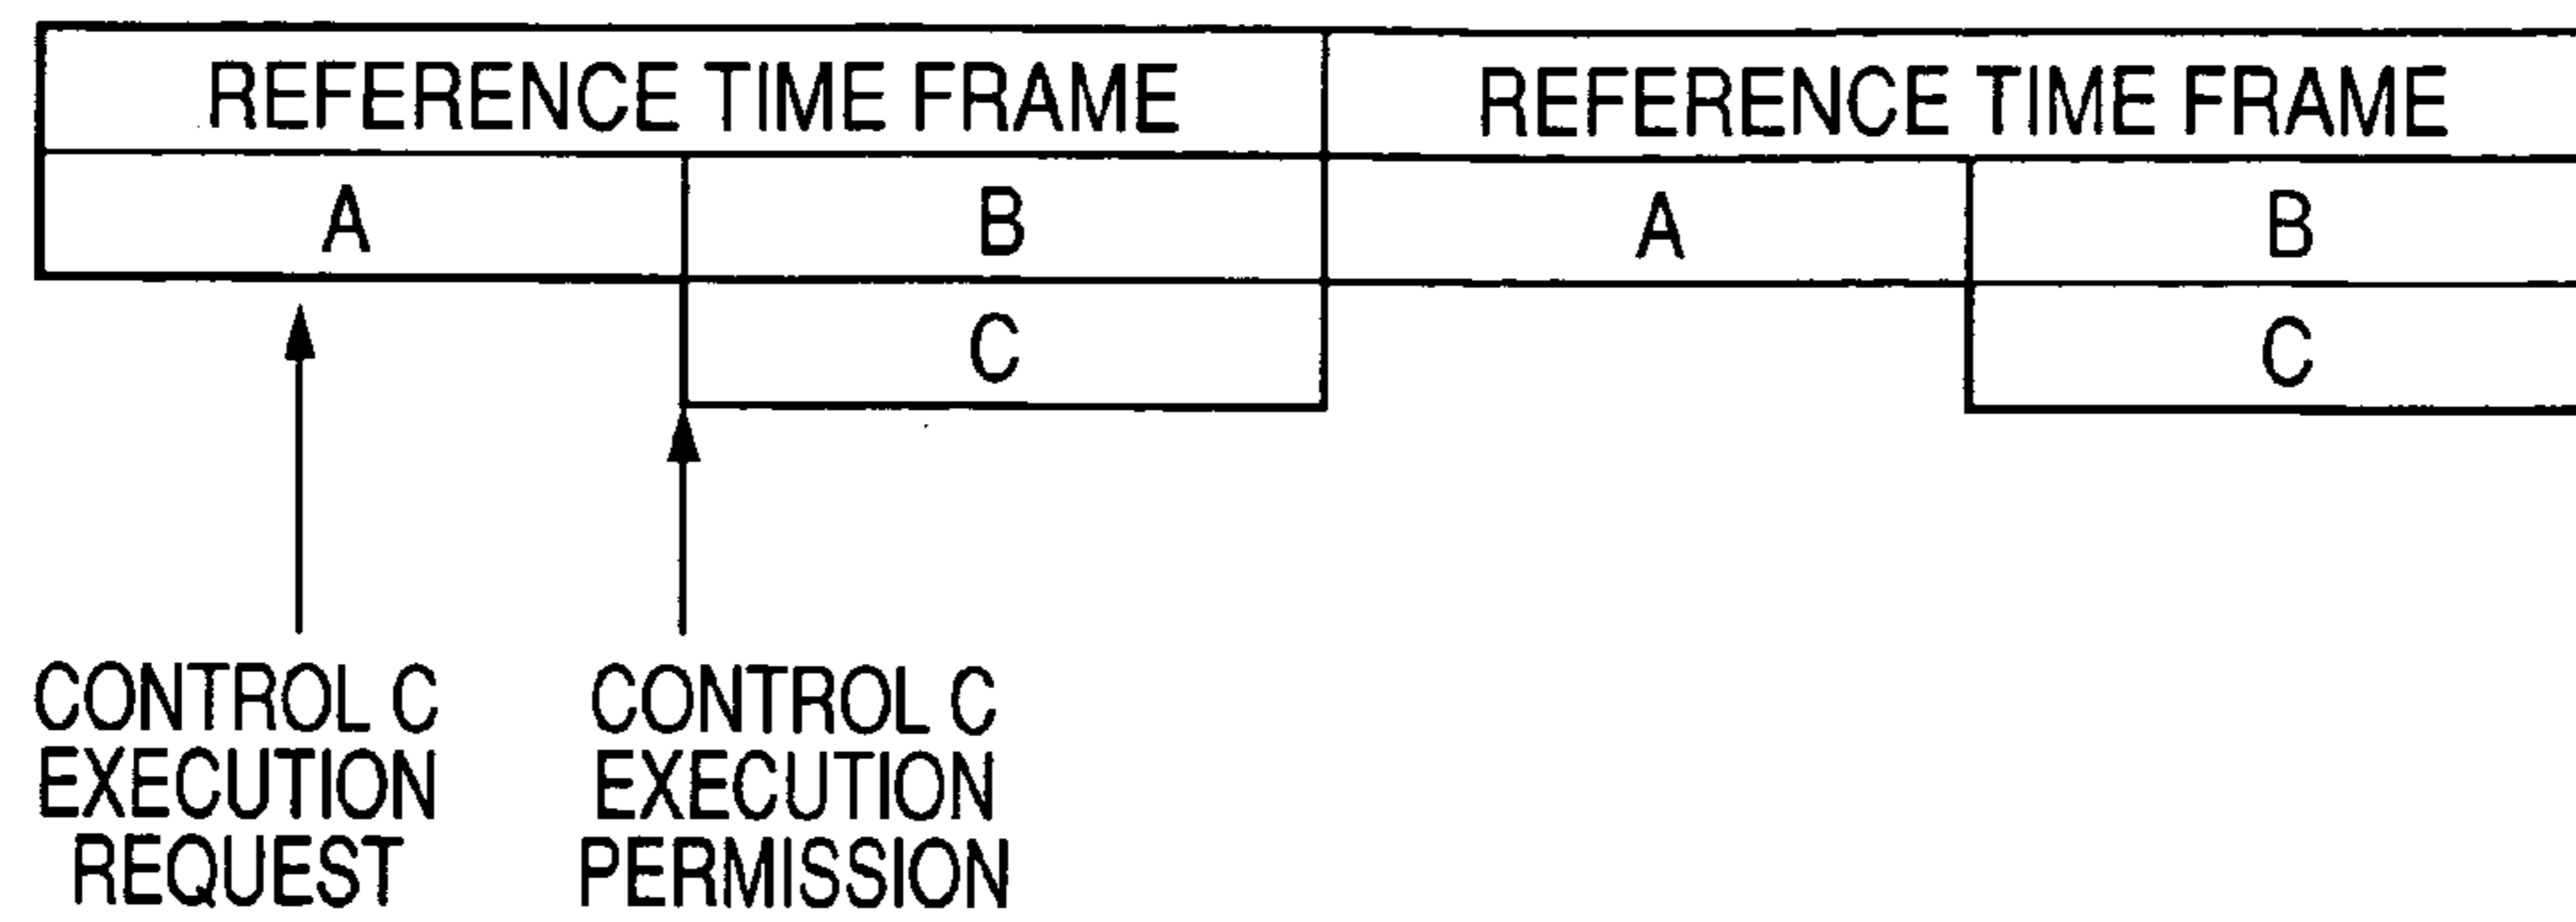 REFERENCE TIME FRAME REFERENCE TIME FRAME
A B A B
C C
CONTROL C
EXECUTION
REQUEST
CONTROL C
EXECUTION
PERMISSION